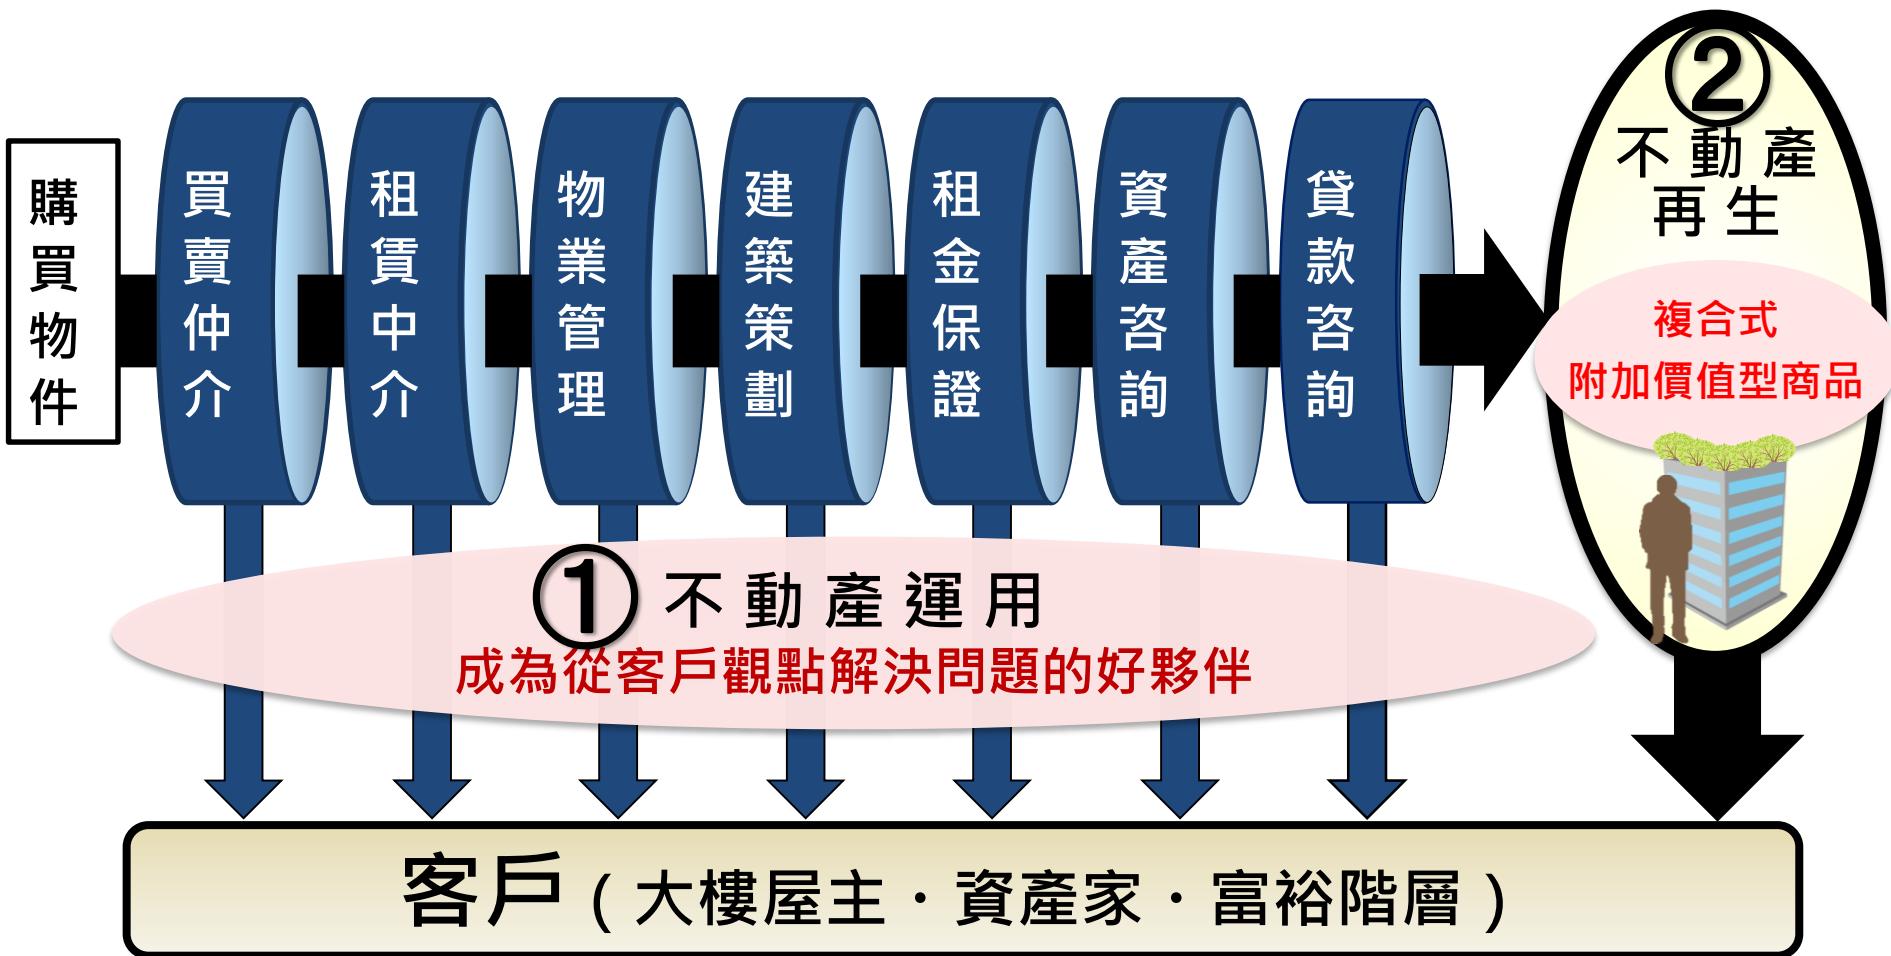 購買物件
買賣仲介
租賃中介
物業管理
建築策劃
租金保證
資產咨詢
貸款咨詢
②
不動產
再生
複合式
附加價值型商品
① 不動產運用
成為從客戶觀點解決問題的好夥伴
客戶（大樓屋主・資產家・富裕階層）